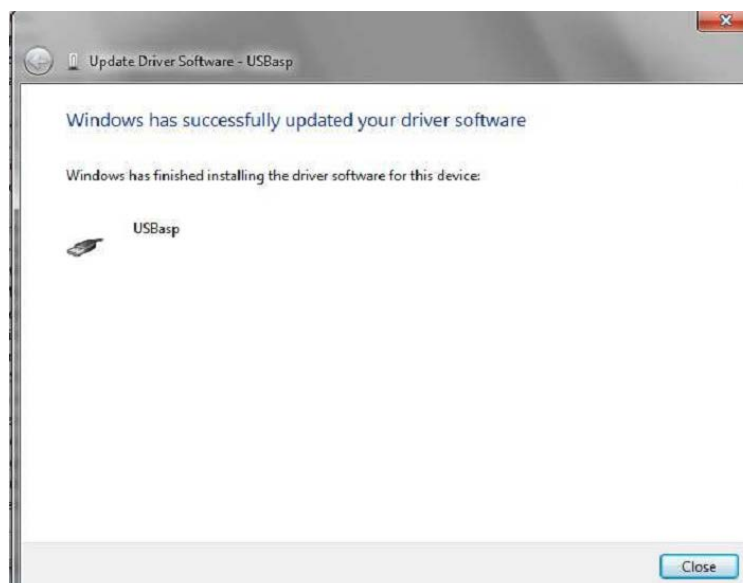 Update Driver Software - USBasp
Windows has successfully updated your driver software
Windows has finished installing the driver software for this device:
USBasp
Close